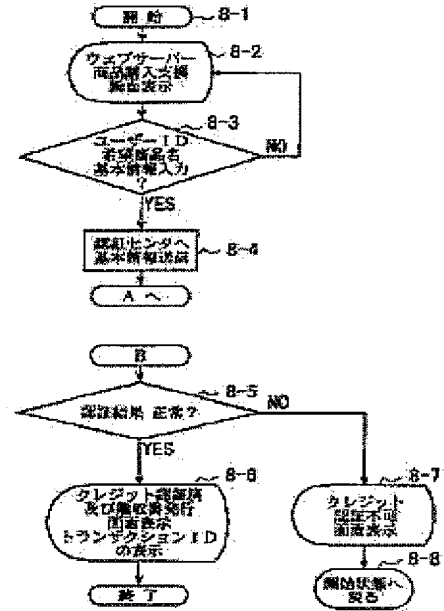 開始
8-1
8-2
ウェブサーバー
商品購入支援
画面表示
8-3
ユーザーID
希望商品名
基本情報入力
?
NO
YES
認証センタへ
基本情報送信
8-4
A へ
B
8-5
認証結果 正常?
NO
YES
8-6
クレジット認証済
及び領収書発行
画面表示
トランザクションID
の表示
8-7
クレジット
認証不可
画面表示
8-8
開始状態へ
戻る
終了